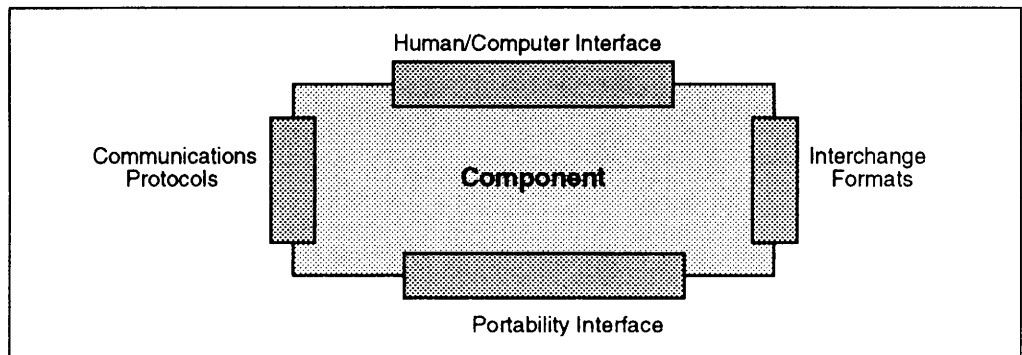 Human/Computer Interface
Communications
Protocols
Component
Interchange
Formats
Portability Interface